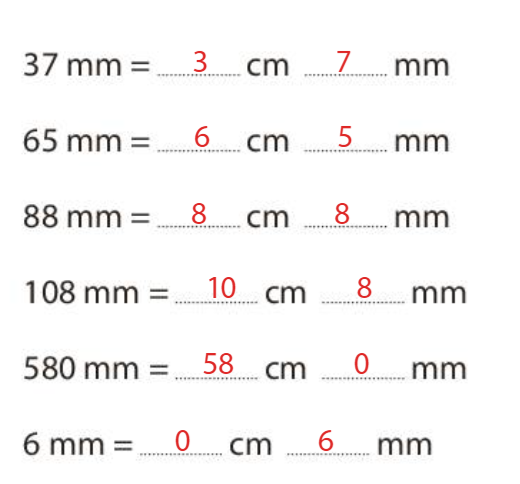 37 mm = 3 cm 7 mm
65 mm = 6 cm 5 mm
88 mm = 8 cm 8 mm
108 mm = 10 cm 8 mm
580 mm = 58 cm 0 mm
6 mm = 0 cm 6 mm